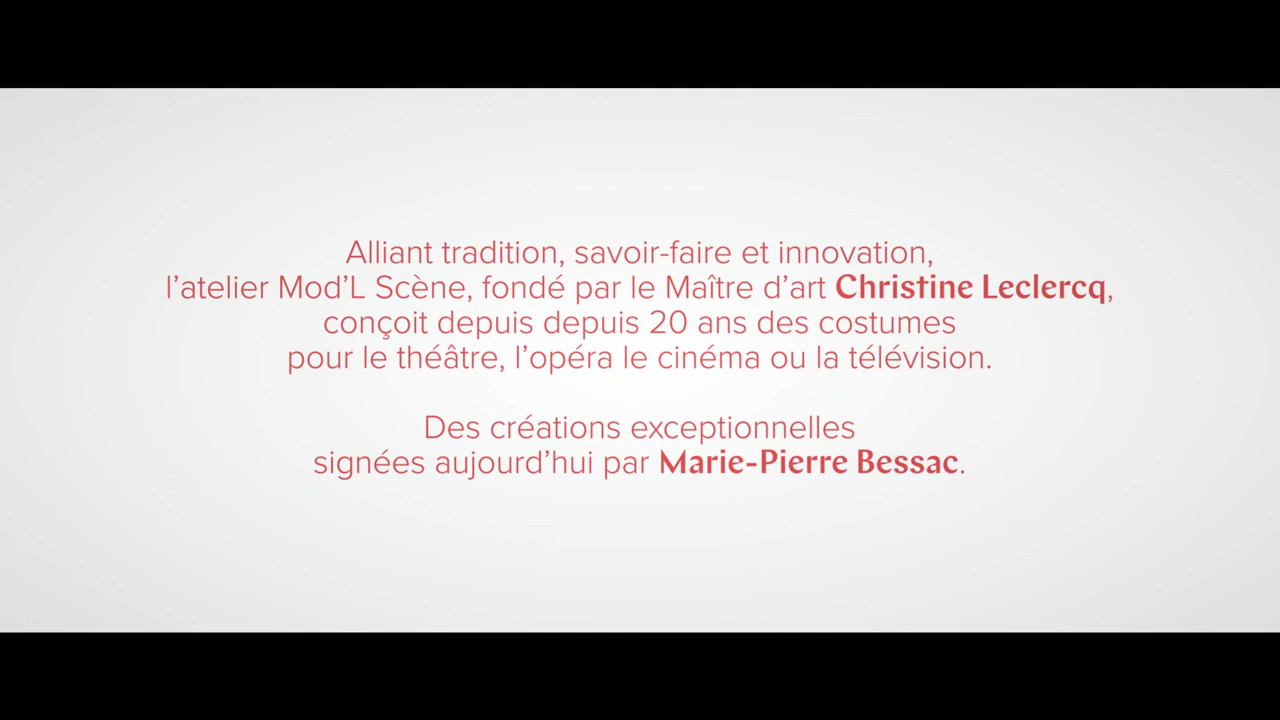 Alliant tradition, savoir-faire et innovation,
l’atelier Mod’L Scène, fondé par le Maître d’art Christine Leclercq,
conçoit depuis depuis 20 ans des costumes
pour le théâtre, l’opéra le cinéma ou la télévision.
Des créations exceptionnelles
signées aujourd’hui par Marie-Pierre Bessac.